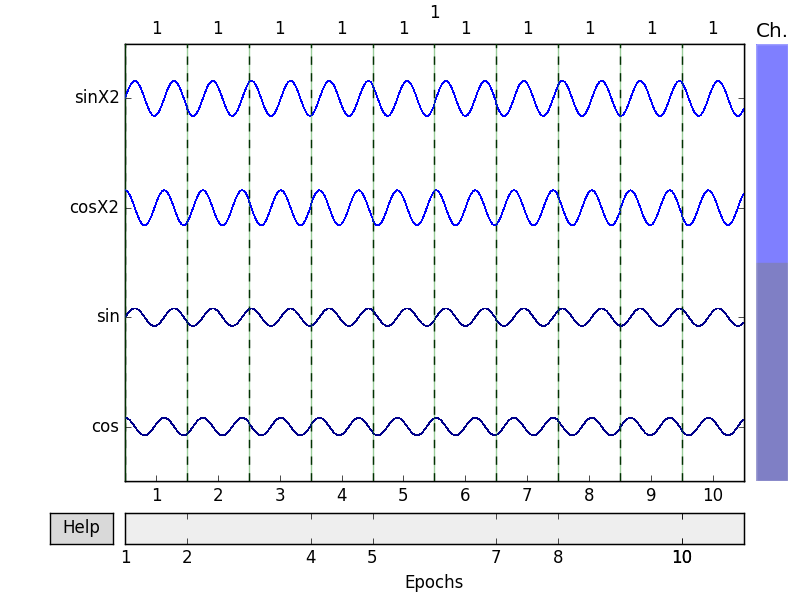 1
1 1 1 1 1 1 1 1 1 1
Ch.
sinX2
cosX2
sin
cos
1 2 3 4 5 6 7 8 9 10
Help
1 2 4 5 7 8 10
Epochs